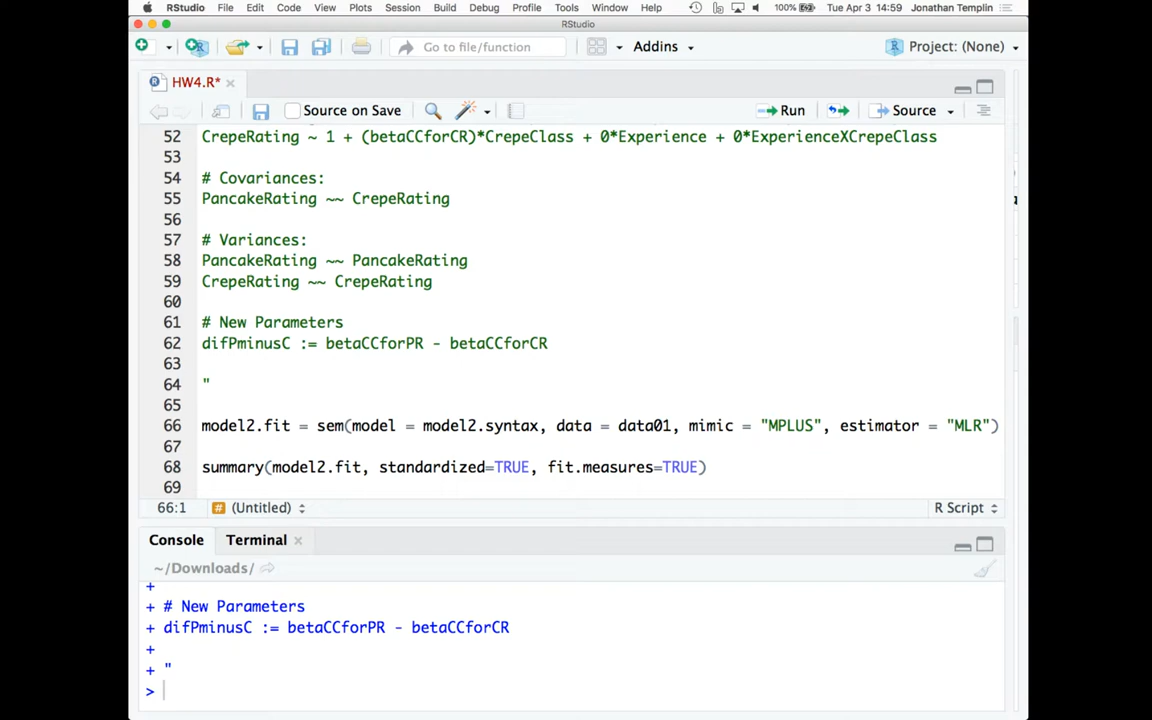 RStudio File Edit Code View Plots Session Build Debug Profile Tools Window Help 100% Tue Apr 3 14:59 Jonathan Templin
RStudio
Go to file/function Addins Project: (None)
HW4.R*
Source on Save Run Source
52 CrepeRating ~ 1 + (betaCCforCR)*CrepeClass + 0*Experience + 0*ExperienceXCrepeClass
53
54 # Covariances:
55 PancakeRating ~~ CrepeRating
56
57 # Variances:
58 PancakeRating ~~ PancakeRating
59 CrepeRating ~~ CrepeRating
60
61 # New Parameters
62 difPminusC := betaCCforPR - betaCCforCR
63
64 "
65
66 model2.fit = sem(model = model2.syntax, data = data01, mimic = "MPLUS", estimator = "MLR")
67
68 summary(model2.fit, standardized=TRUE, fit.measures=TRUE)
69
66:1 # (Untitled) R Script
Console Terminal
~/Downloads/
+
+ # New Parameters
+ difPminusC := betaCCforPR - betaCCforCR
+
+ "
>